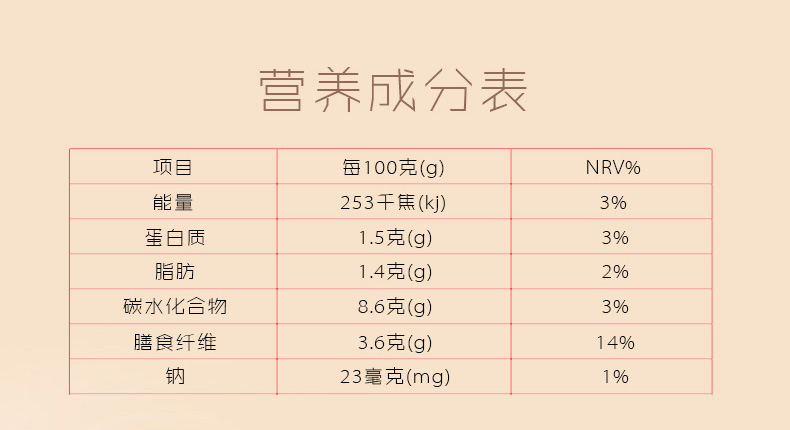 营养成分表
项目 每100克(g) NRV%
能量 253千焦(kj) 3%
蛋白质 1.5克(g) 3%
脂肪 1.4克(g) 2%
碳水化合物 8.6克(g) 3%
膳食纤维 3.6克(g) 14%
钠 23毫克(mg) 1%